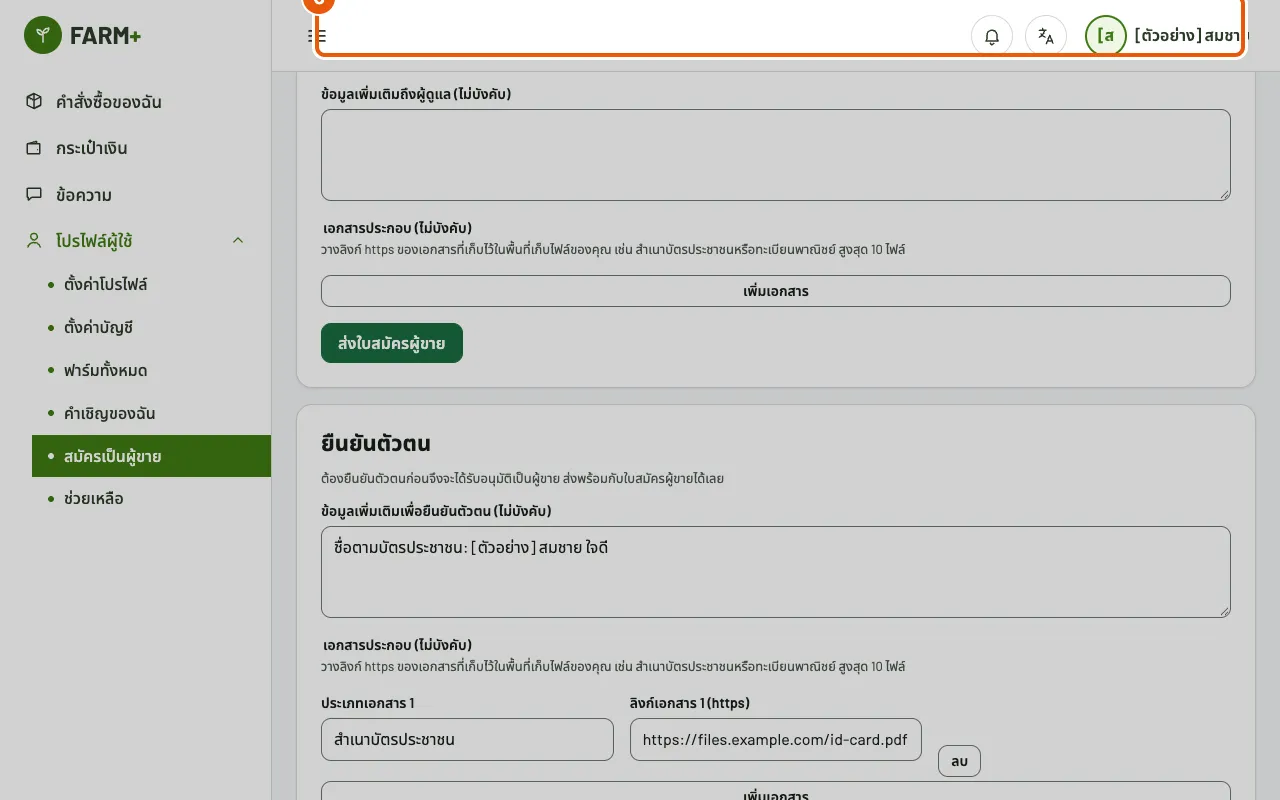 FARM+
[ส
[ตัวอย่าง] สมชา
คำสั่งซื้อของฉัน
กระเป๋าเงิน
ข้อความ
โปรไฟล์ผู้ใช้
ตั้งค่าโปรไฟล์
ตั้งค่าบัญชี
ฟาร์มทั้งหมด
คำเชิญของฉัน
สมัครเป็นผู้ขาย
ช่วยเหลือ
ข้อมูลเพิ่มเติมถึงผู้ดูแล (ไม่บังคับ)
เอกสารประกอบ (ไม่บังคับ)
วางลิงก์ https ของเอกสารที่เก็บไว้ในพื้นที่เก็บไฟล์ของคุณ เช่น สำเนาบัตรประชาชนหรือทะเบียนพาณิชย์ สูงสุด 10 ไฟล์
เพิ่มเอกสาร
ส่งใบสมัครผู้ขาย
ยืนยันตัวตน
ต้องยืนยันตัวตนก่อนจึงจะได้รับอนุมัติเป็นผู้ขาย ส่งพร้อมกับใบสมัครผู้ขายได้เลย
ข้อมูลเพิ่มเติมเพื่อยืนยันตัวตน (ไม่บังคับ)
ชื่อตามบัตรประชาชน: [ตัวอย่าง] สมชาย ใจดี
เอกสารประกอบ (ไม่บังคับ)
วางลิงก์ https ของเอกสารที่เก็บไว้ในพื้นที่เก็บไฟล์ของคุณ เช่น สำเนาบัตรประชาชนหรือทะเบียนพาณิชย์ สูงสุด 10 ไฟล์
ประเภทเอกสาร 1
ลิงก์เอกสาร 1 (https)
สำเนาบัตรประชาชน
https://files.example.com/id-card.pdf
ลบ
เพิ่มเอกสาร